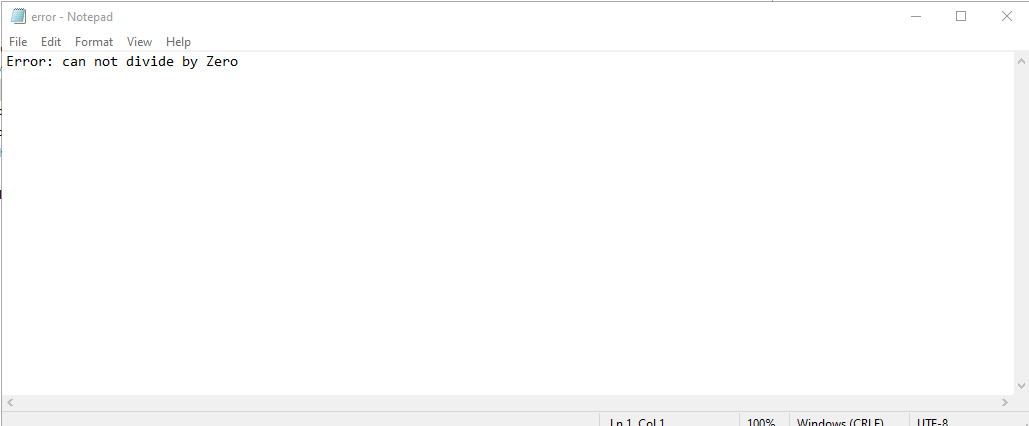 error - Notepad
File Edit Format View Help
Error: can not divide by Zero
Ln 1, Col 1 100% Windows (CRLF) UTF-8